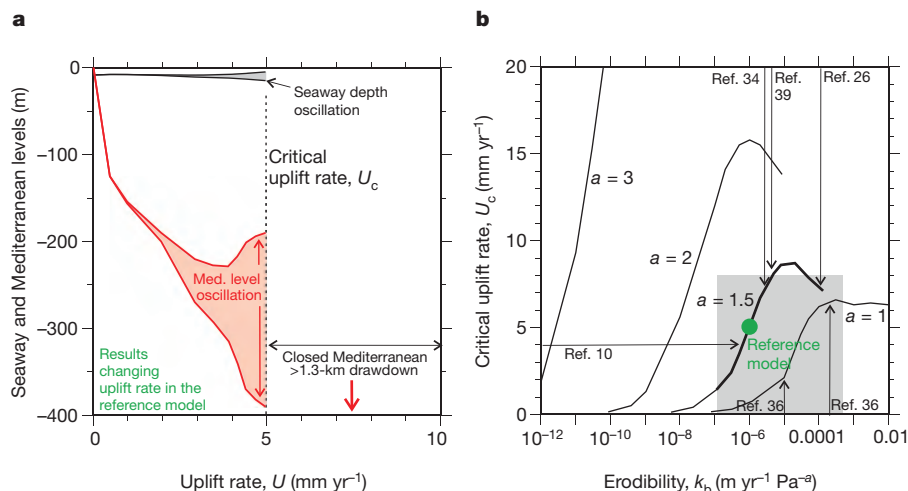 a
Seaway and Mediterranean levels (m)
0
−100
−200
−300
−400
Seaway depth
oscillation
Critical
uplift rate, Uc
Med. level
oscillation
Closed Mediterranean
>1.3-km drawdown
Results
changing
uplift rate in the
reference model
0
5
10
Uplift rate, U (mm yr⁻¹)
b
Critical uplift rate, Uc (mm yr⁻¹)
20
15
10
5
0
Ref. 34
Ref.
39
Ref. 26
a = 3
a = 2
a = 1.5
a = 1
Reference
model
Ref. 10
Ref. 36
Ref. 36
10⁻¹²
10⁻¹⁰
10⁻⁸
10⁻⁶
0.0001
0.01
Erodibility, kb (m yr⁻¹ Pa⁻ᵃ)